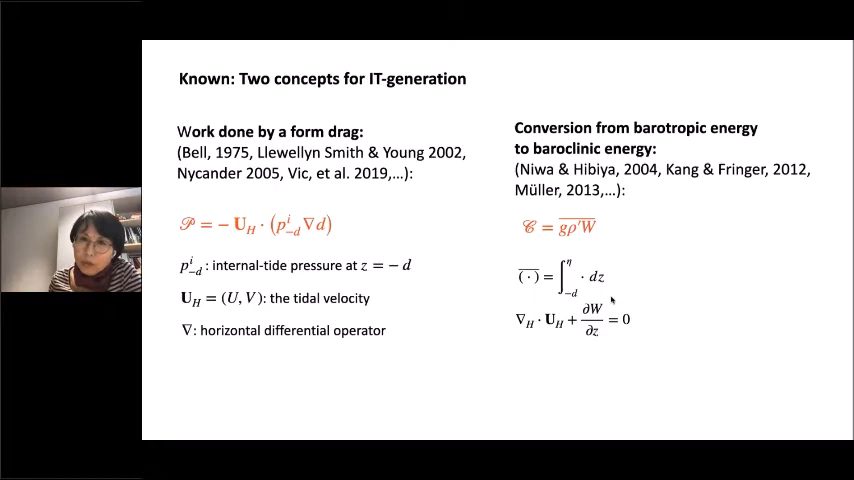 Known: Two concepts for IT-generation
Work done by a form drag:
(Bell, 1975, Llewellyn Smith & Young 2002,
Nycander 2005, Vic, et al. 2019,…):
𝒫 = − U_H · (p^i_{−d} ∇d)
p^i_{−d} : internal-tide pressure at z = − d
U_H = (U, V): the tidal velocity
∇: horizontal differential operator
Conversion from barotropic energy
to baroclinic energy:
(Niwa & Hibiya, 2004, Kang & Fringer, 2012,
Müller, 2013,…):
𝒞 = \overline{gρ′W}
\overline{(·)} = ∫_{−d}^{η} · dz
∇_H · U_H + ∂W/∂z = 0